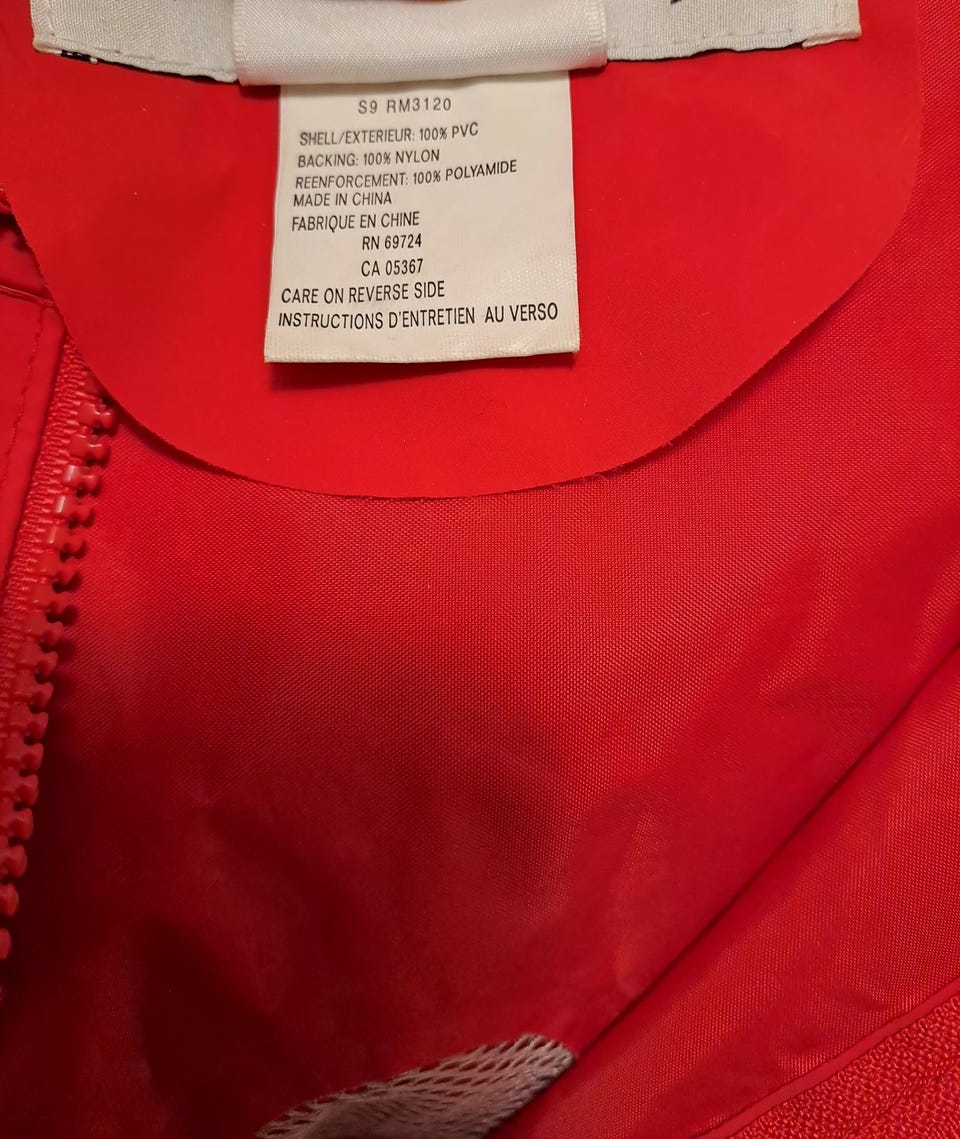 S9 RM3120
SHELL/EXTERIEUR: 100% PVC
BACKING: 100% NYLON
REENFORCEMENT: 100% POLYAMIDE
MADE IN CHINA
FABRIQUE EN CHINE
RN 69724
CA 05367
CARE ON REVERSE SIDE
INSTRUCTIONS D'ENTRETIEN AU VERSO